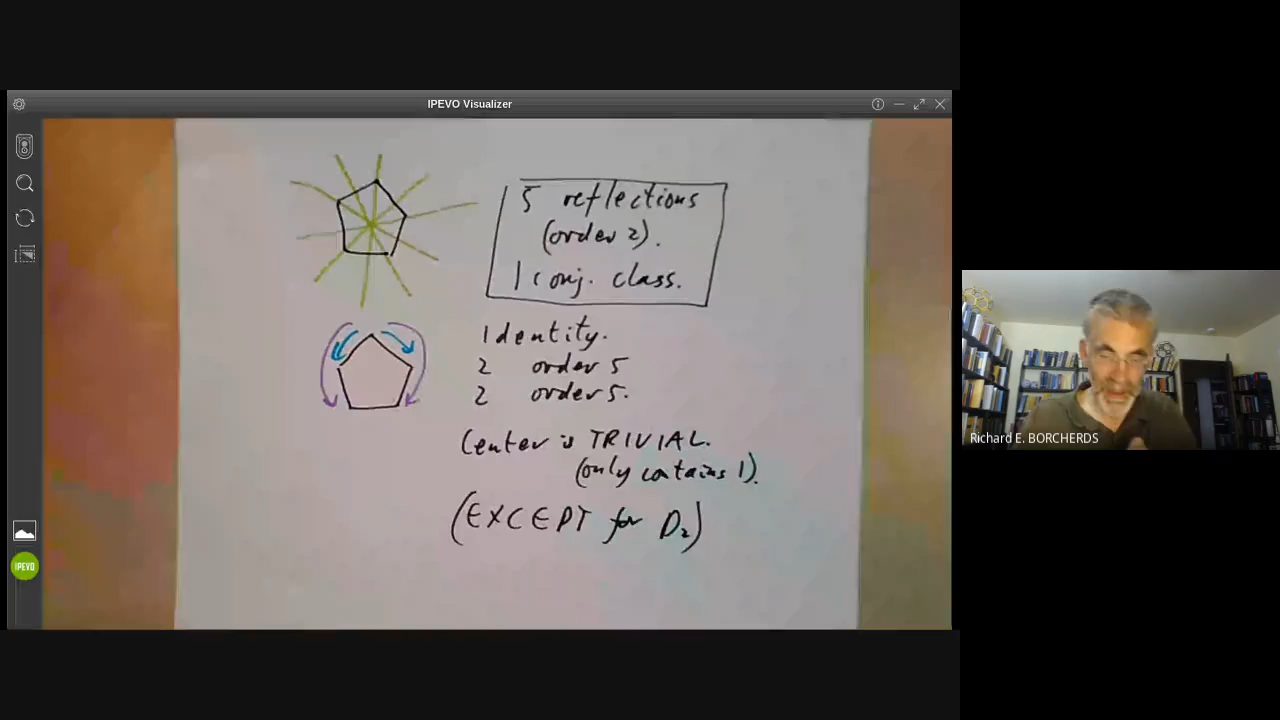 IPEVO Visualizer
5 reflections
(order 2).
1 conj. class.
Identity.
2 order 5
2 order 5.
Center is TRIVIAL.
(only contains 1).
(EXCEPT for D₂)
IPEVO
Richard E. BORCHERDS